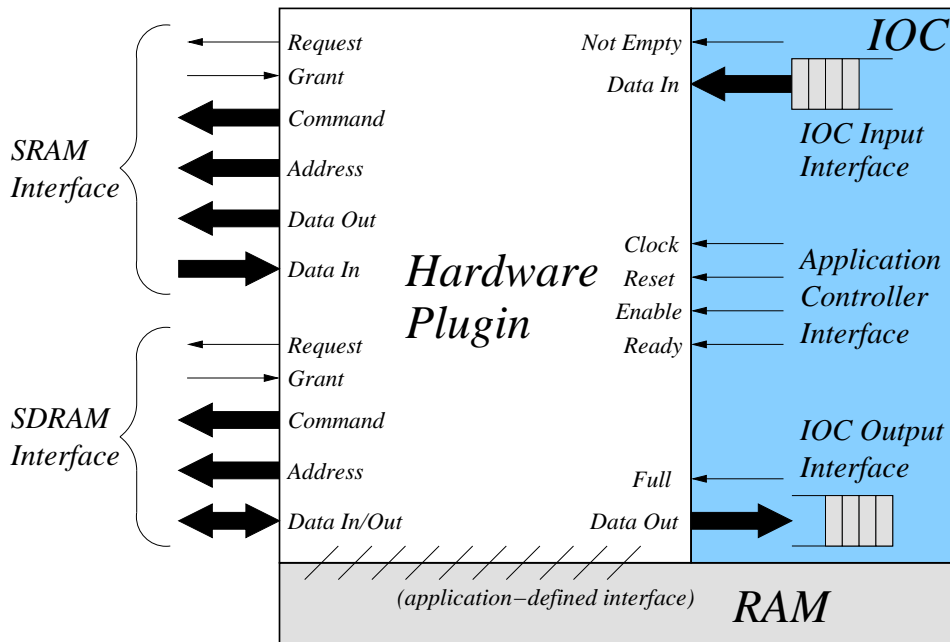 SRAM
Interface
Request
Grant
Command
Address
Data Out
Data In
SDRAM
Interface
Request
Grant
Command
Address
Data In/Out
Hardware
Plugin
Not Empty
Data In
Clock
Reset
Enable
Ready
Full
Data Out
IOC
IOC Input
Interface
Application
Controller
Interface
IOC Output
Interface
(application−defined interface)
RAM